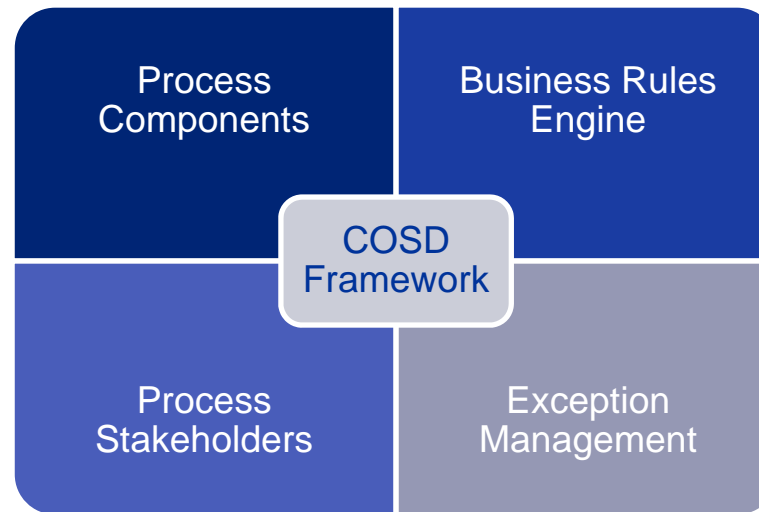 Process
Components
Business Rules
Engine
COSD
Framework
Process
Stakeholders
Exception
Management